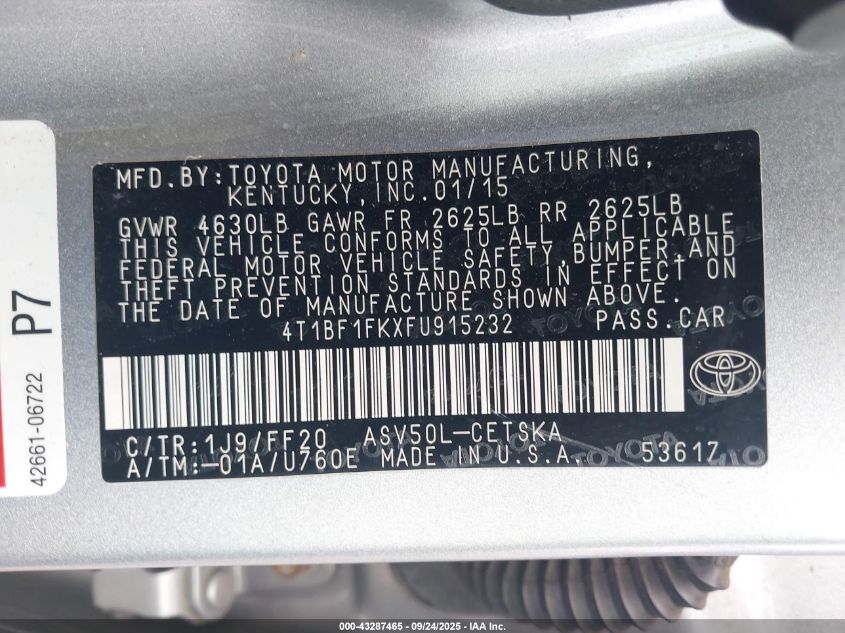 MFD.BY:TOYOTA MOTOR MANUFACTURING,
KENTUCKY,INC.01/15
GVWR 4630LB GAWR FR 2625LB RR 2625LB
THIS VEHICLE CONFORMS TO ALL APPLICABLE
FEDERAL MOTOR VEHICLE SAFETY,BUMPER,AND
THEFT PREVENTION STANDARDS IN EFFECT ON
THE DATE OF MANUFACTURE SHOWN ABOVE.
4T1BF1FKXFU915232 PASS.CAR
C/TR:1J9/FF20 ASV50L-CETSKA
A/TM:-01A/U760E MADE IN U.S.A. 53617
P7
42661-06722
000-43287465 - 09/24/2025 - IAA Inc.